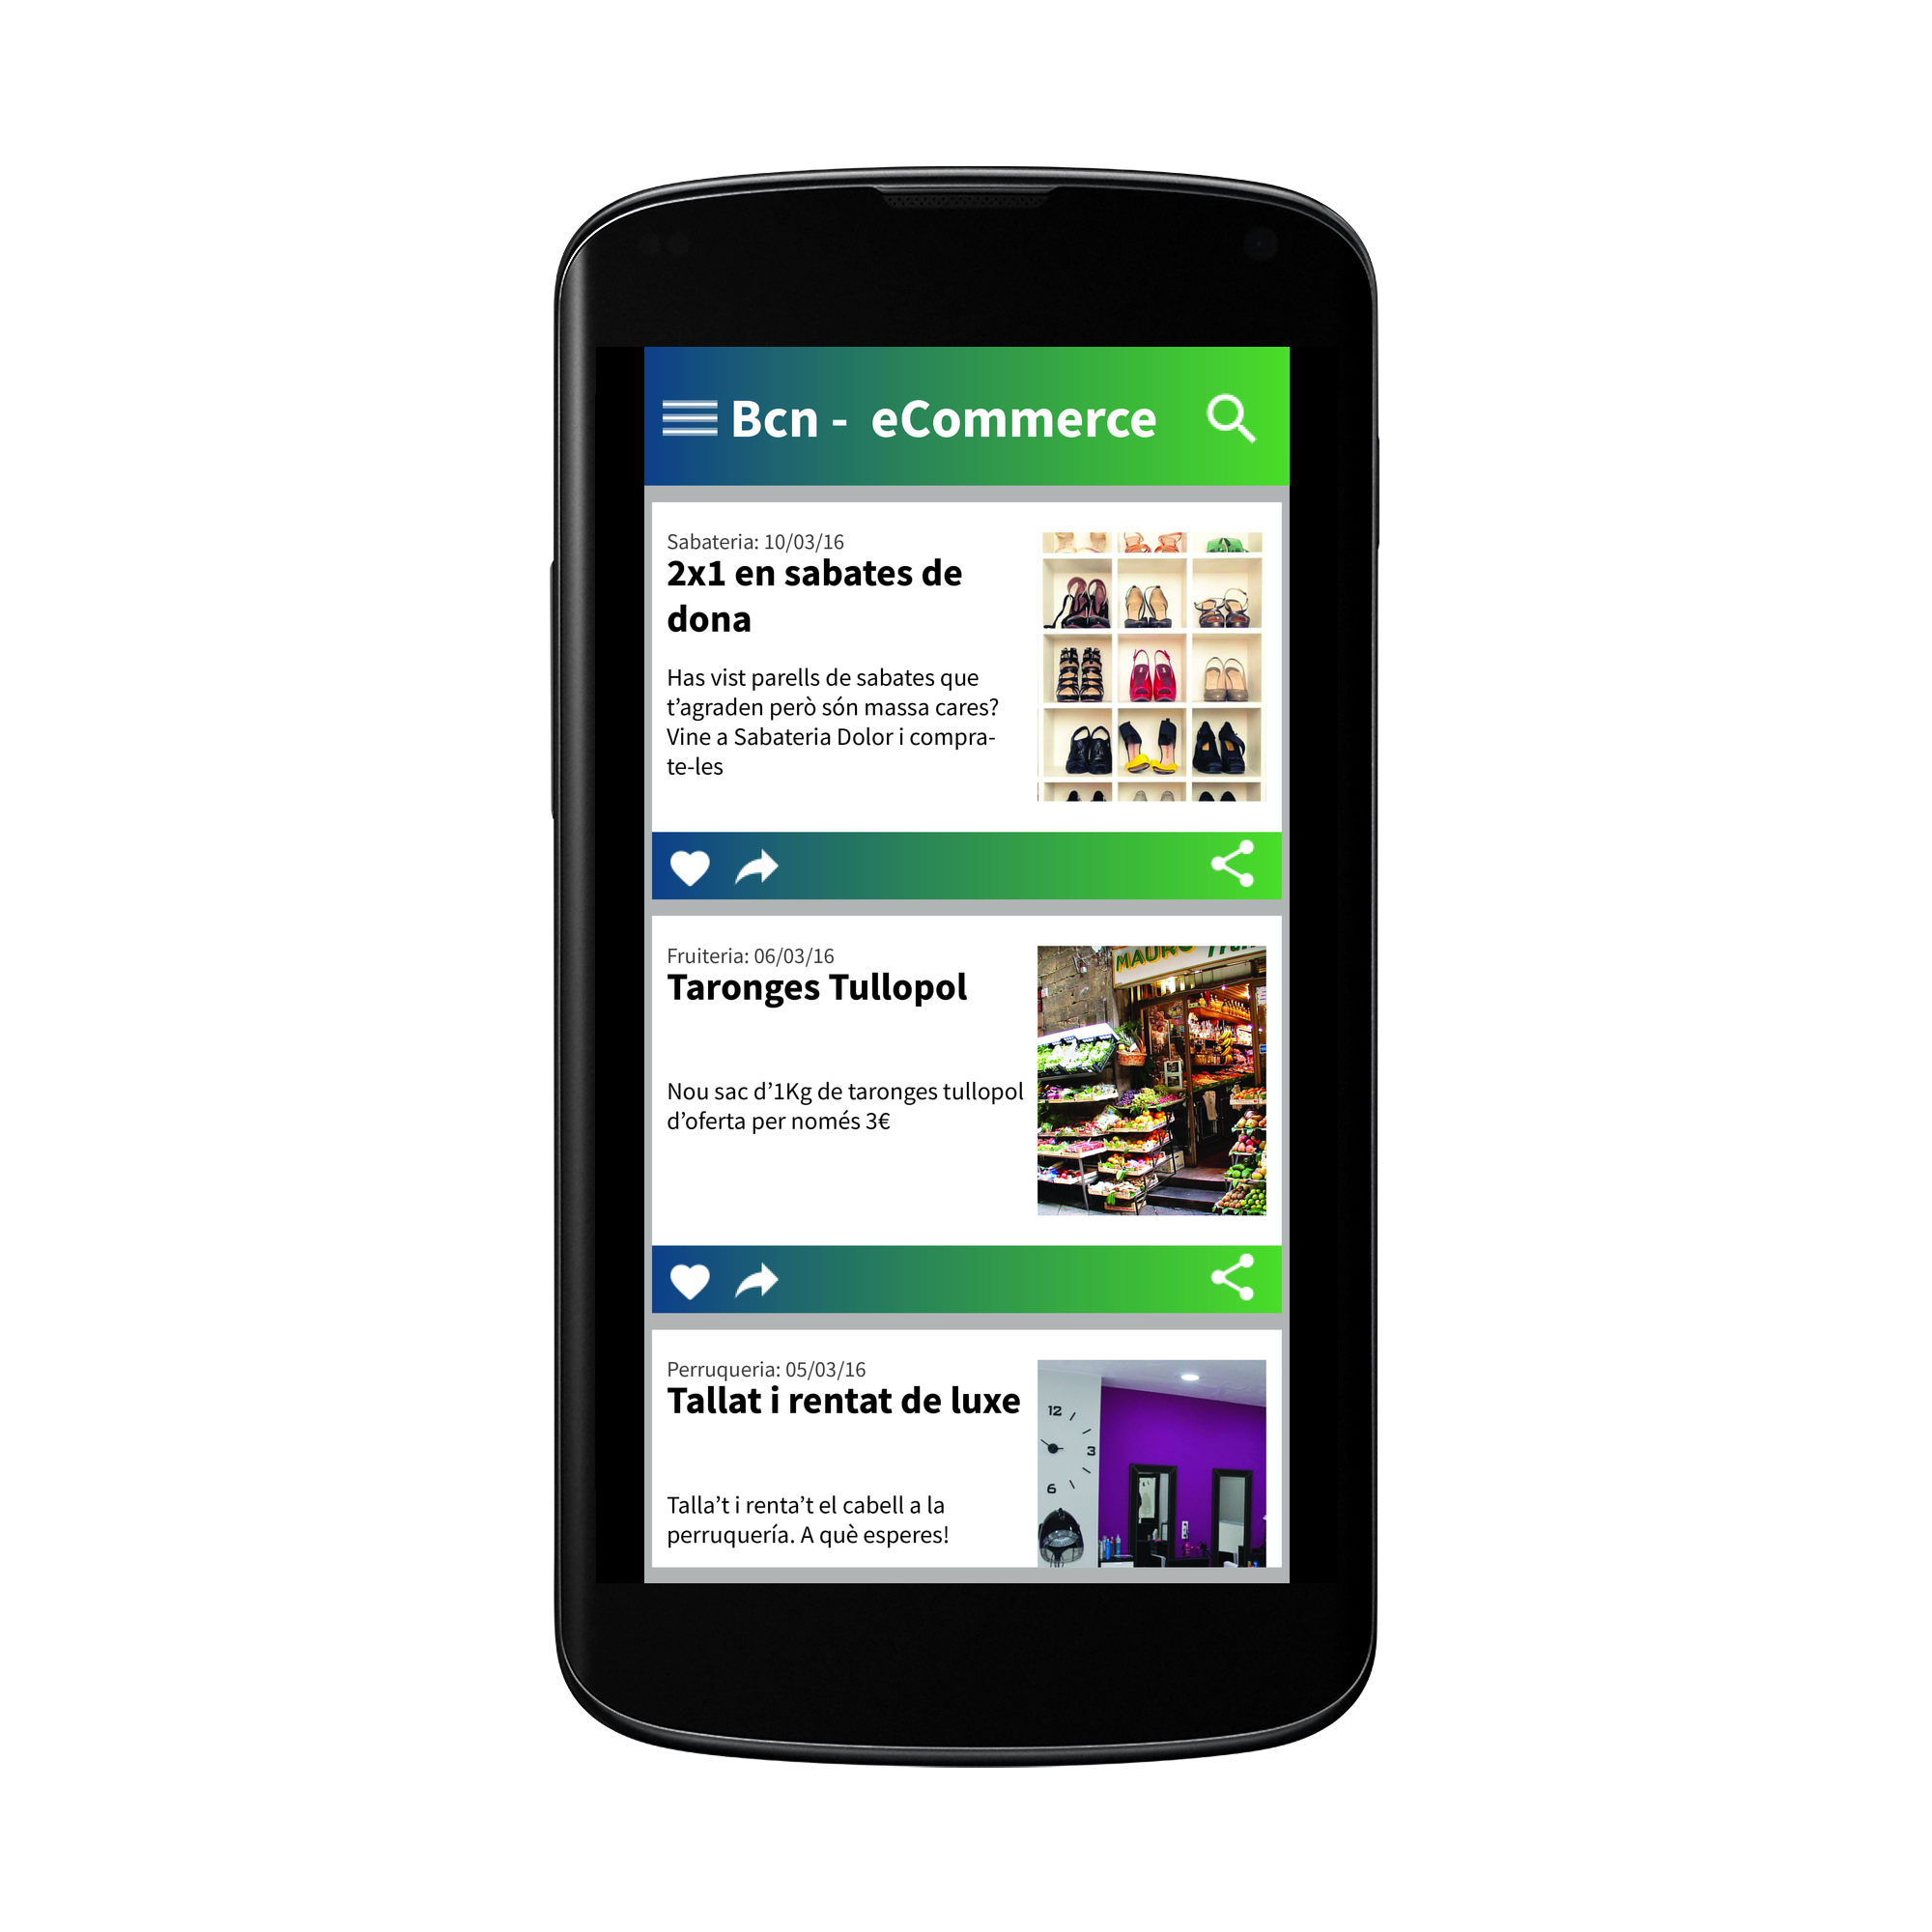 Bcn - eCommerce
Sabateria: 10/03/16
2x1 en sabates de
dona
Has vist parells de sabates que
t’agraden però són massa cares?
Vine a Sabateria Dolor i compra-
te-les
Fruiteria: 06/03/16
Taronges Tullopol
MAURO
Nou sac d’1Kg de taronges tullopol
d’oferta per només 3€
Perruqueria: 05/03/16
Tallat i rentat de luxe
12
3
6
Talla’t i renta’t el cabell a la
perruquería. A què esperes!